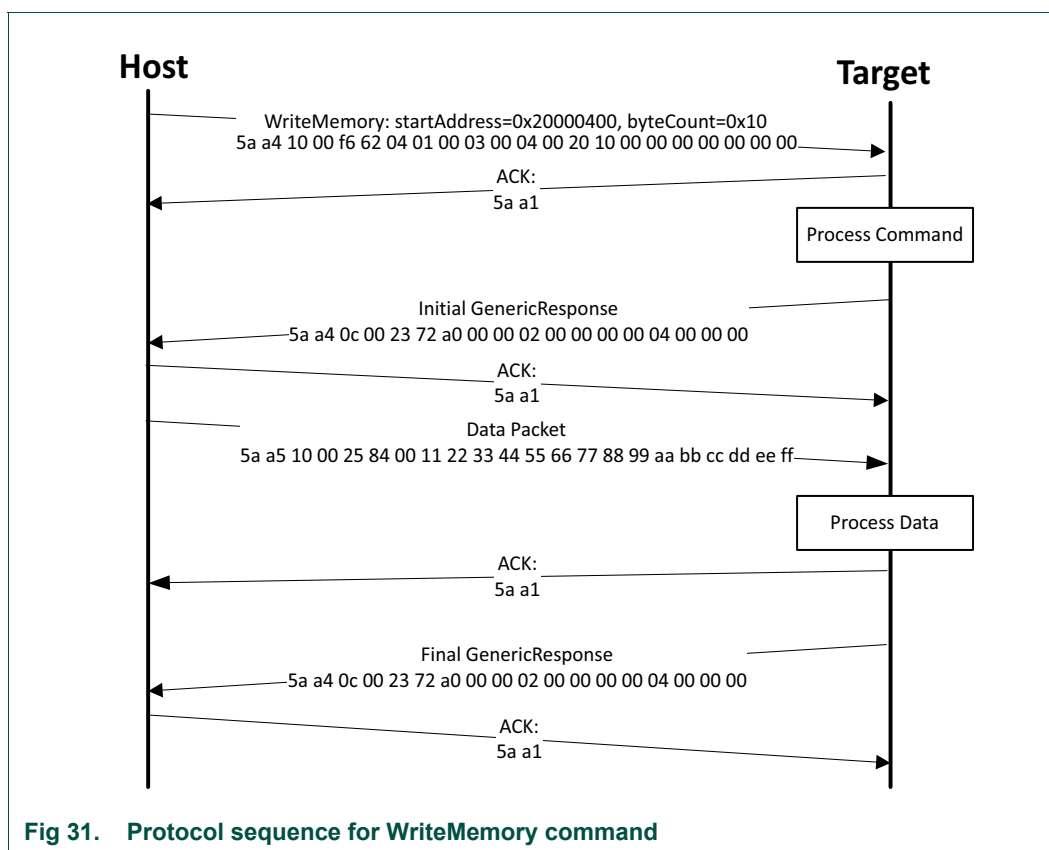 Host
Target
WriteMemory: startAddress=0x20000400, byteCount=0x10
5a a4 10 00 f6 62 04 01 00 03 00 04 00 20 10 00 00 00 00 00 00 00
ACK:
5a a1
Process Command
Initial GenericResponse
5a a4 0c 00 23 72 a0 00 00 02 00 00 00 00 04 00 00 00
ACK:
5a a1
Data Packet
5a a5 10 00 25 84 00 11 22 33 44 55 66 77 88 99 aa bb cc dd ee ff
Process Data
ACK:
5a a1
Final GenericResponse
5a a4 0c 00 23 72 a0 00 00 02 00 00 00 00 04 00 00 00
ACK:
5a a1
Fig 31. Protocol sequence for WriteMemory command